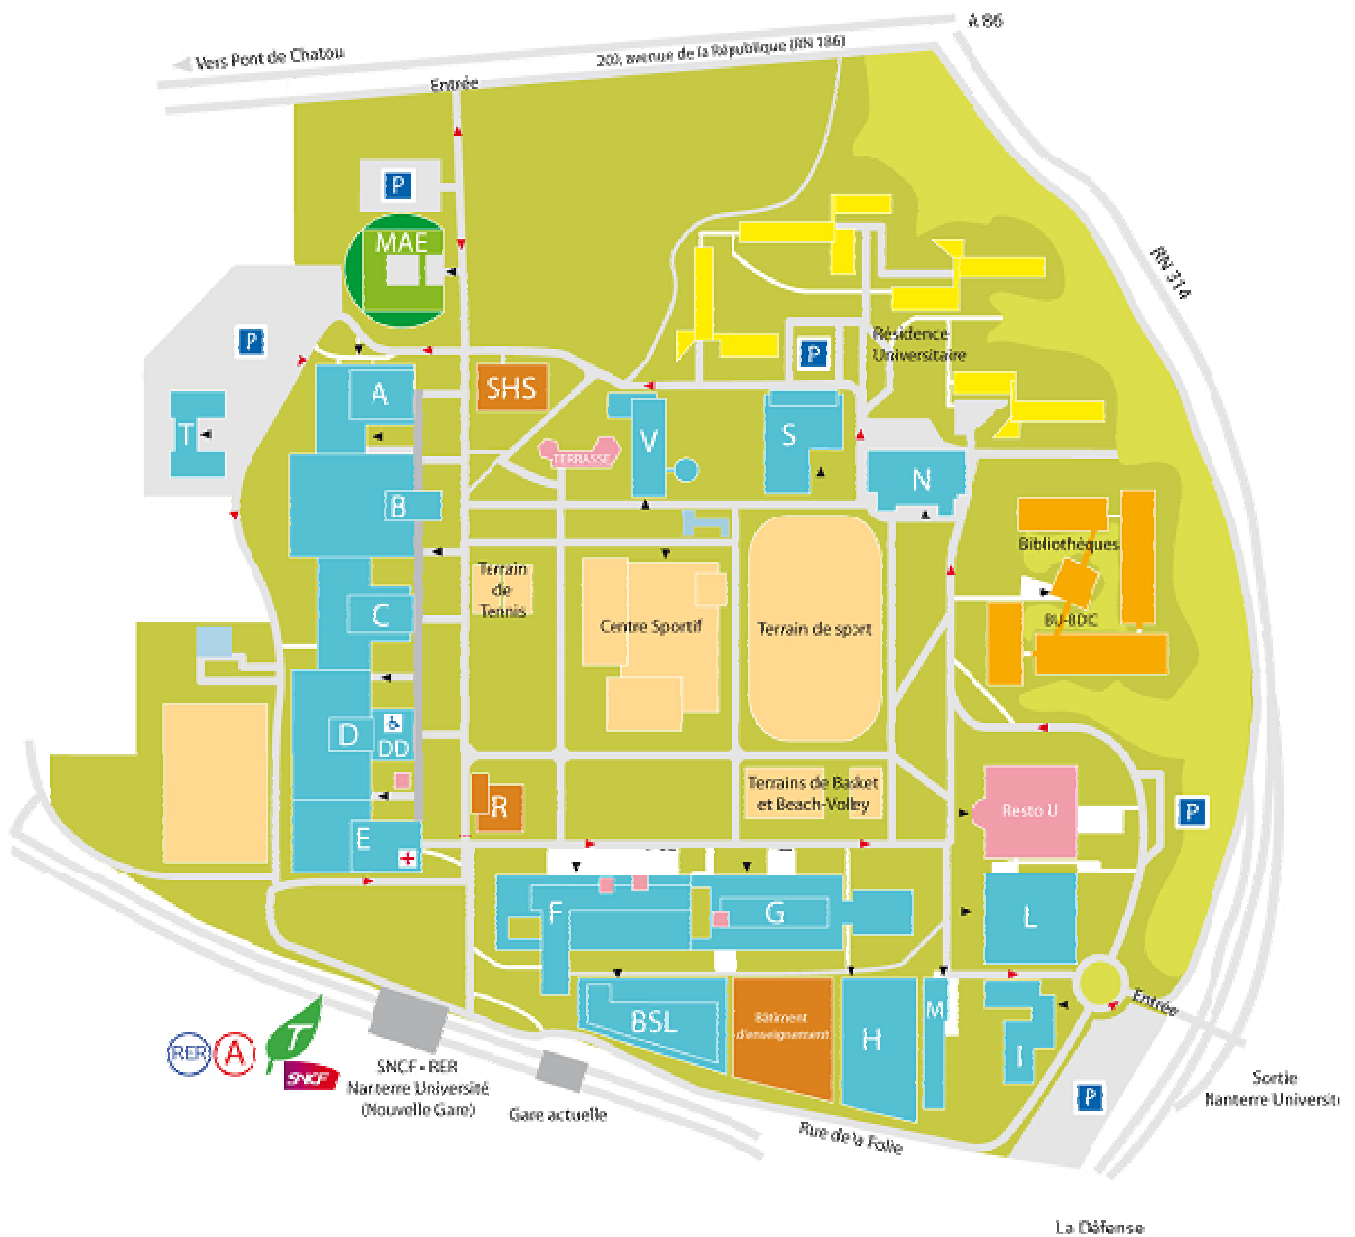 A 86
Vers Pont de Chatou
200, avenue de la République (RN 186)
Entrée
P
MAE
RN 314
P
Résidence
Universitaire
P
A
SHS
T
V
S
TERRASSE
N
B
Bibliothèques
Terrain
de
Tennis
C
Centre Sportif
Terrain de sport
BU-BDC
D
DD
Terrains de Basket
et Beach-Volley
R
Resto U
P
E
F
G
L
Entrée
BSL
Bâtiment
d'enseignement
H
M
I
RER
A
T
SNCF
SNCF - RER
Nanterre Université
(Nouvelle Gare)
Gare actuelle
P
Sortie
Nanterre Universit
Rue de la Folie
La Défense